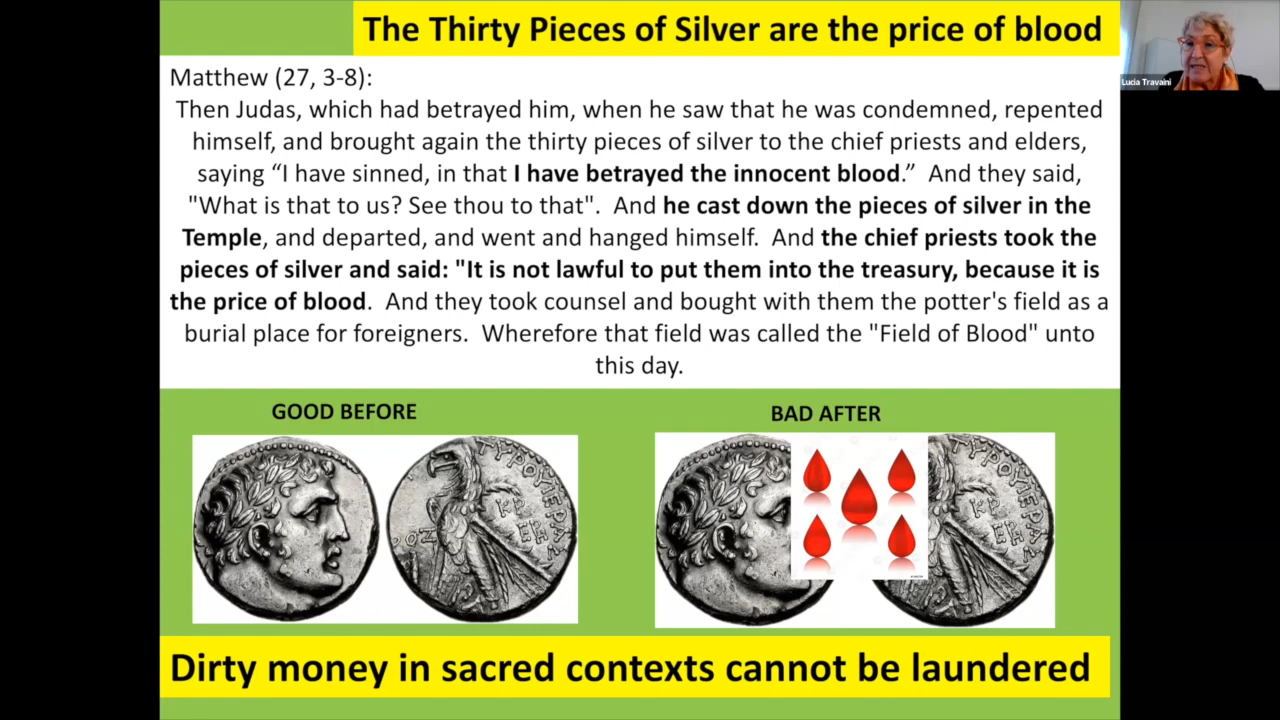 The Thirty Pieces of Silver are the price of blood
Lucia Travaini
Matthew (27, 3-8):
Then Judas, which had betrayed him, when he saw that he was condemned, repented
himself, and brought again the thirty pieces of silver to the chief priests and elders,
saying “I have sinned, in that I have betrayed the innocent blood.”  And they said,
"What is that to us? See thou to that".  And he cast down the pieces of silver in the
Temple, and departed, and went and hanged himself.  And the chief priests took the
pieces of silver and said: "It is not lawful to put them into the treasury, because it is
the price of blood.  And they took counsel and bought with them the potter's field as a
burial place for foreigners.  Wherefore that field was called the "Field of Blood" unto
this day.
GOOD BEFORE
BAD AFTER
Dirty money in sacred contexts cannot be laundered